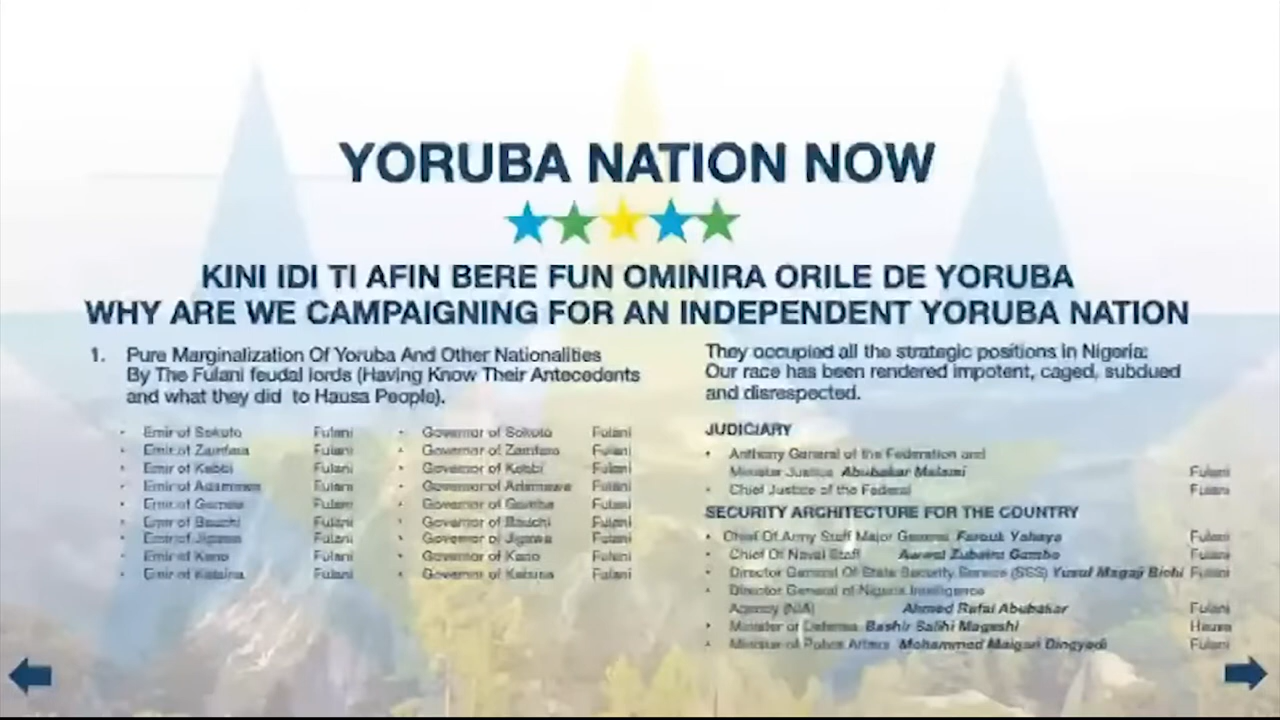 YORUBA NATION NOW
KINI IDI TI AFIN BERE FUN OMINIRA ORILE DE YORUBA
WHY ARE WE CAMPAIGNING FOR AN INDEPENDENT YORUBA NATION
1. Pure Marginalization Of Yoruba And Other Nationalities
By The Fulani feudal lords (Having Know Their Antecedents
and what they did to Hausa People).
• Emir of Sokoto Fulani
• Emir of Zamfara Fulani
• Emir of Kebbi Fulani
• Emir of Adamawa Fulani
• Emir of Gombe Fulani
• Emir of Bauchi Fulani
• Emir of Jigawa Fulani
• Emir of Kano Fulani
• Emir of Katsina Fulani
• Governor of Sokoto Fulani
• Governor of Zamfara Fulani
• Governor of Kebbi Fulani
• Governor of Adamawa Fulani
• Governor of Gombe Fulani
• Governor of Bauchi Fulani
• Governor of Jigawa Fulani
• Governor of Kano Fulani
• Governor of Katsina Fulani
They occupied all the strategic positions in Nigeria:
Our race has been rendered impotent, caged, subdued
and disrespected.
JUDICIARY
• Anthony General of the Federation and
Minister Justice Abubakar Malami Fulani
• Chief Justice of the Federal Fulani
SECURITY ARCHITECTURE FOR THE COUNTRY
• Chief Of Army Staff Major General Farouk Yahaya Fulani
• Chief Of Naval Staff Auwal Zubairu Gambo Fulani
• Director General Of State Security Service (SSS) Yusuf Magaji Bichi Fulani
• Director General of Nigeria Intelligence
Agency (NIA) Ahmed Rufai Abubakar Fulani
• Minister of Defense Bashir Salihi Magashi Hausa
• Minister of Police Affairs Mohammed Maigari Dingyadi Fulani